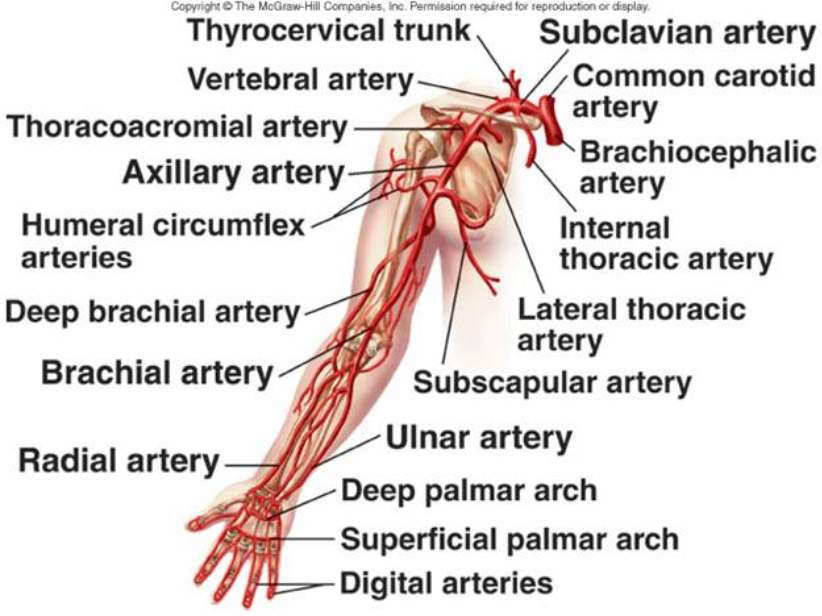 Copyright © The McGraw-Hill Companies, Inc. Permission required for reproduction or display.
Thyrocervical trunk
Subclavian artery
Vertebral artery
Common carotid
artery
Thoracoacromial artery
Brachiocephalic
artery
Axillary artery
Humeral circumflex
arteries
Internal
thoracic artery
Deep brachial artery
Lateral thoracic
artery
Brachial artery
Subscapular artery
Ulnar artery
Radial artery
Deep palmar arch
Superficial palmar arch
Digital arteries